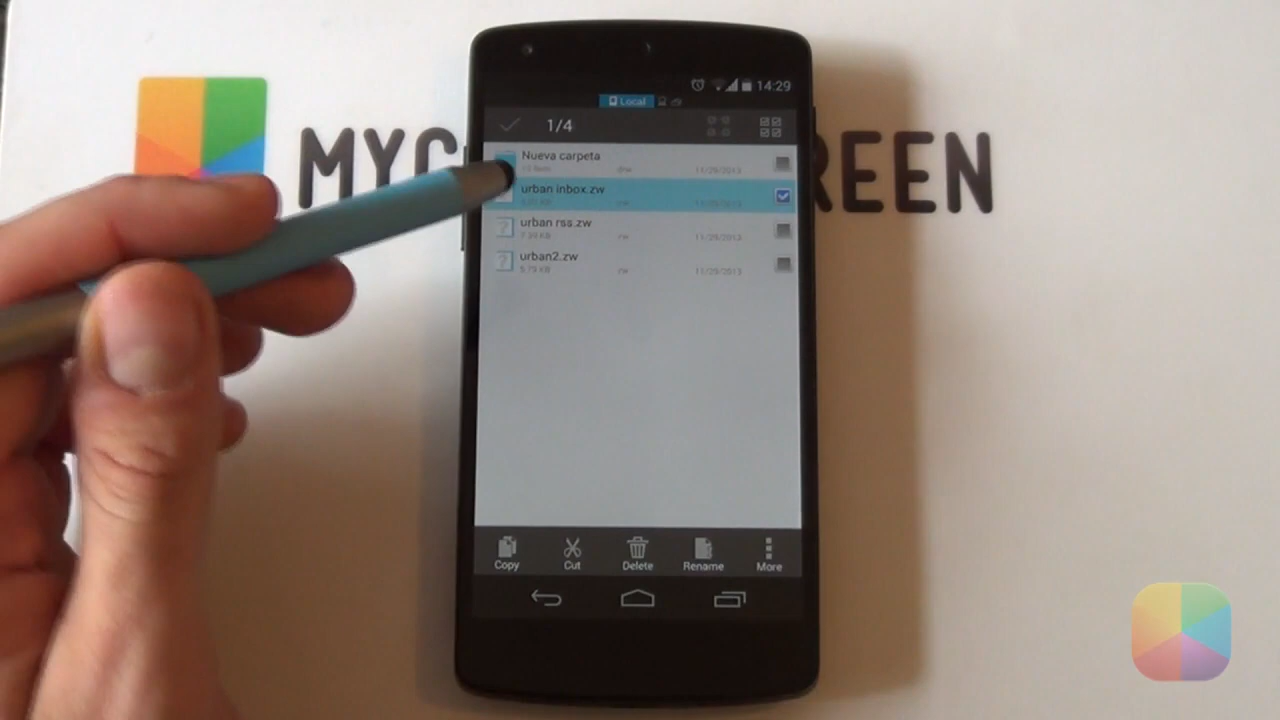 MYC REEN
14:29
Local
1/4
Nueva carpeta
11/29/2013
urban inbox.zw
rw 11/29/2013
urban rss.zw
7.39 KB rw 11/29/2013
urban2.zw
5.79 KB rw 11/29/2013
Copy Cut Delete Rename More